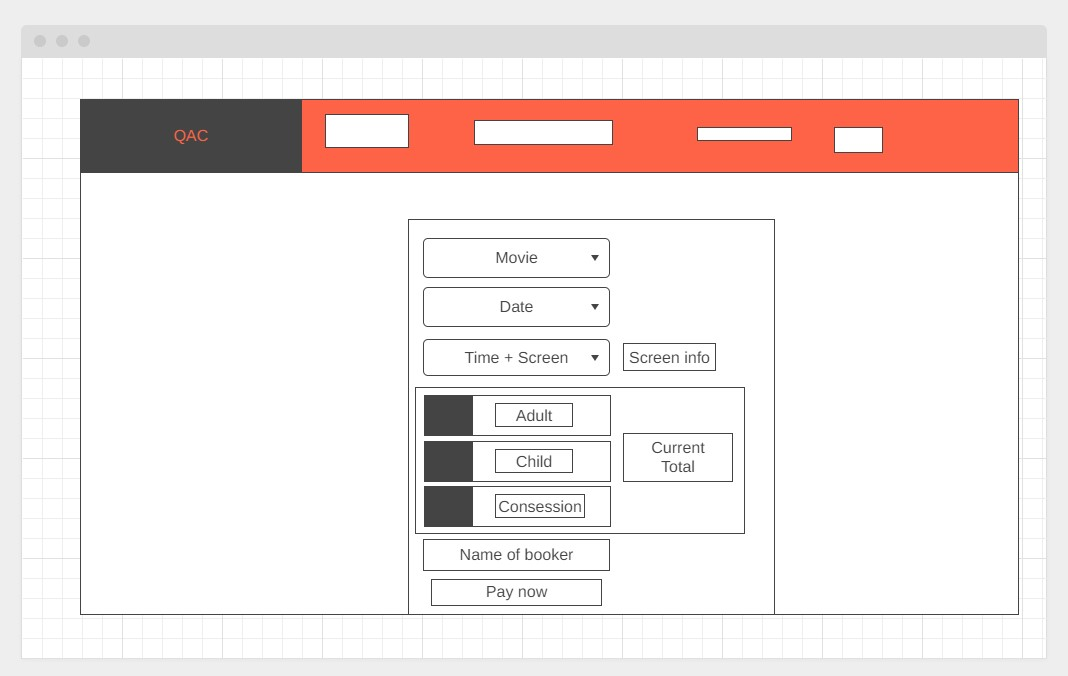 QAC
Movie
Date
Time + Screen
Screen info
Adult
Child
Consession
Current
Total
Name of booker
Pay now